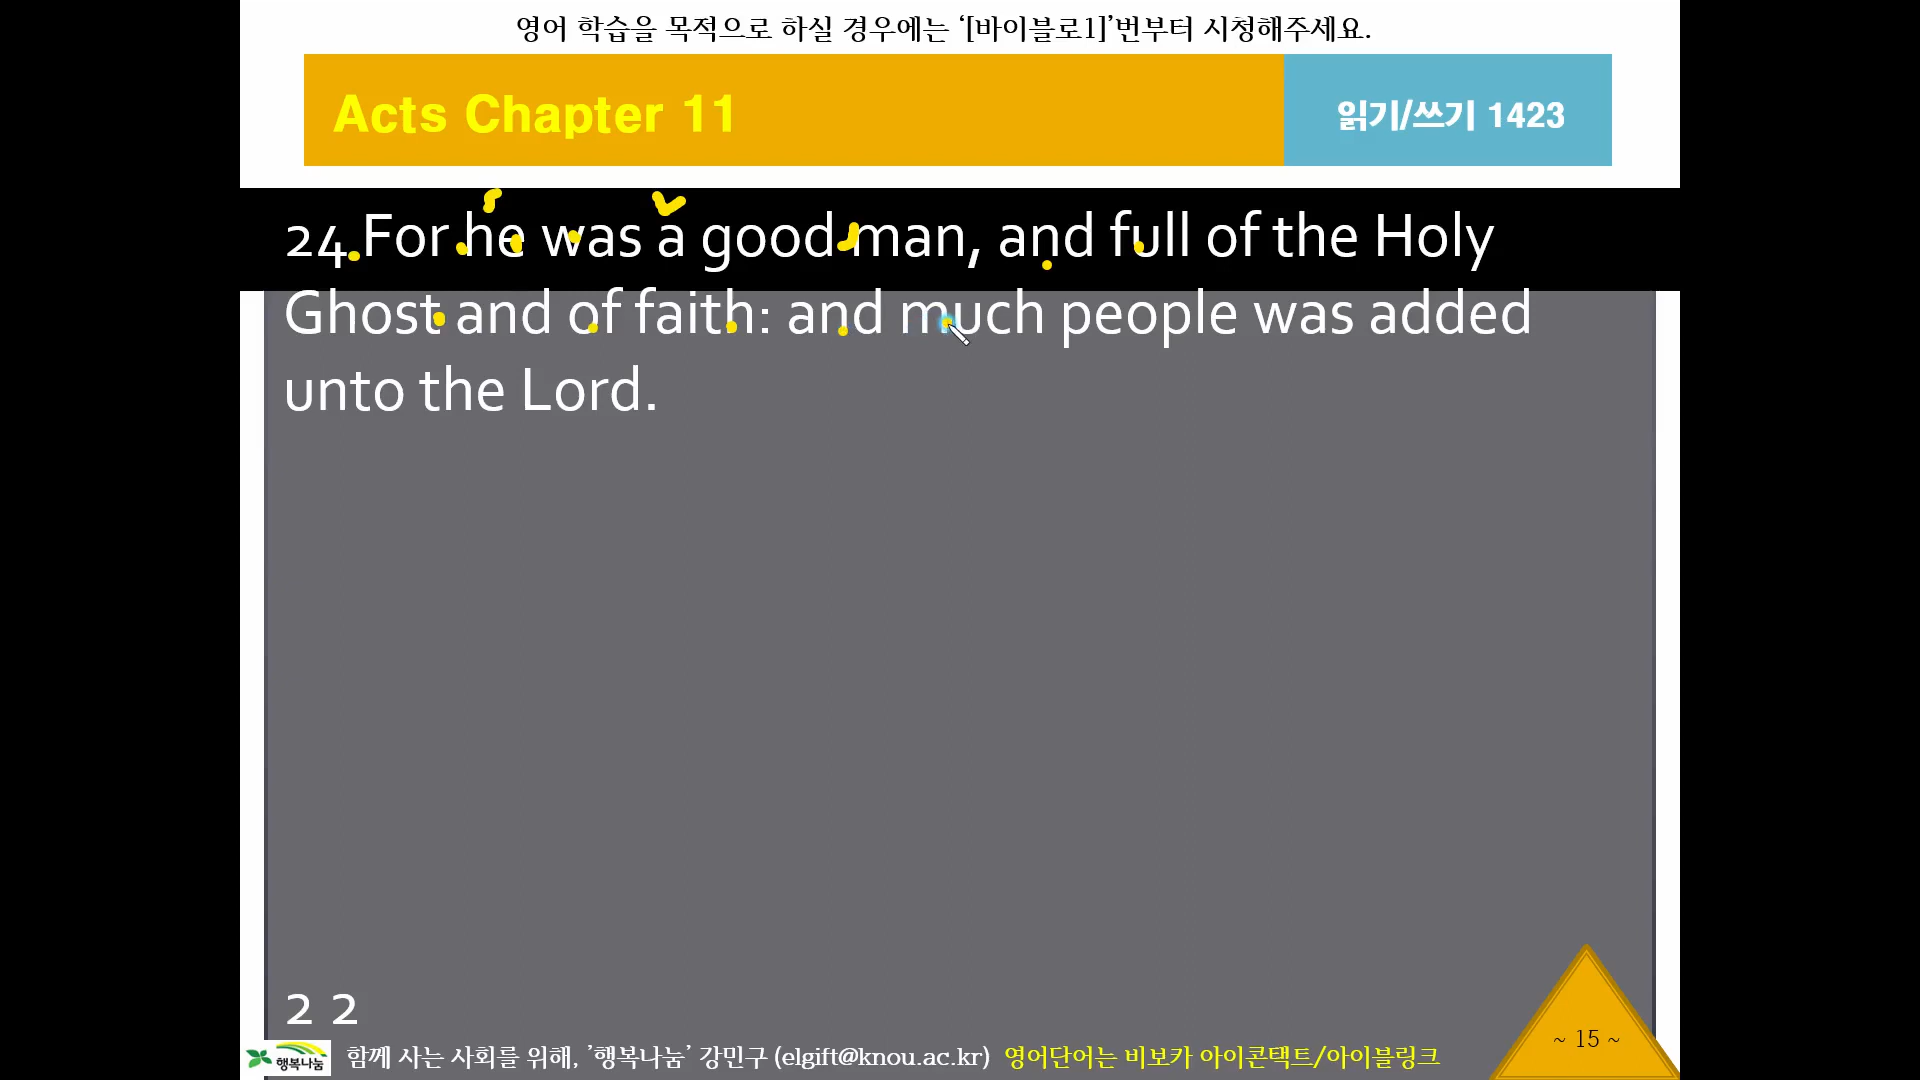 영어 학습을 목적으로 하실 경우에는 ‘[바이블로1]’번부터 시청해주세요.
Acts Chapter 11
읽기/쓰기 1423
24.For he was a good man, and full of the Holy
Ghost and of faith: and much people was added
unto the Lord.
2 2
~ 15 ~
행복나눔
함께 사는 사회를 위해, ’행복나눔’ 강민구 (elgift@knou.ac.kr) 영어단어는 비보카 아이콘택트/아이블링크